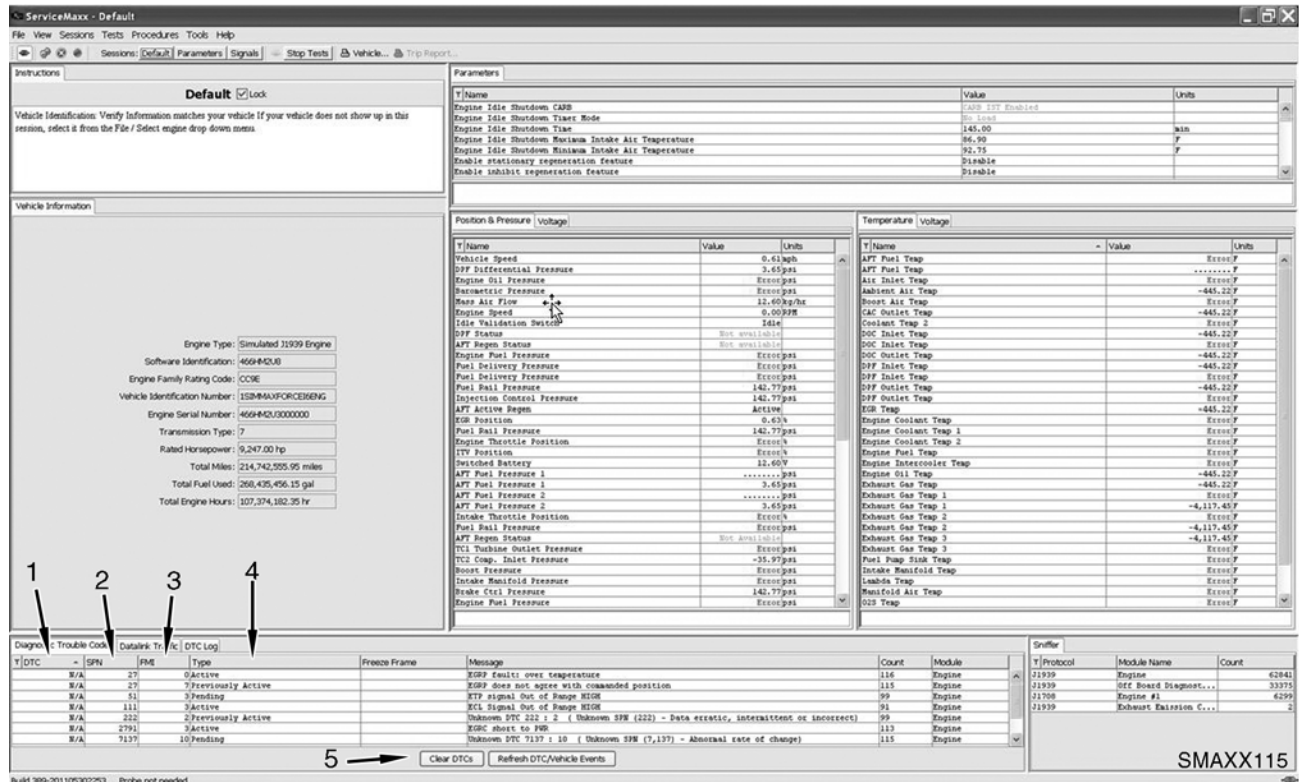 ServiceMaxx - Default
File View Sessions Tests Procedures Tools Help
Sessions: Default Parameters Signals Stop Tests Vehicle... Trip Report...
Instructions
Default Lock
Vehicle Identification: Verify Information matches your vehicle If your vehicle does not show up in this
session, select it from the File / Select engine drop down menu.
Vehicle Information
Engine Type: Simulated J1939 Engine
Software Identification: 466HM2U8
Engine Family Rating Code: CC9E
Vehicle Identification Number: 1SIMMAXFORCEI6ENG
Engine Serial Number: 466HM2U3000000
Transmission Type: 7
Rated Horsepower: 9,247.00 hp
Total Miles: 214,742,555.95 miles
Total Fuel Used: 268,435,456.15 gal
Total Engine Hours: 107,374,182.35 hr
Parameters
Name Value Units
Engine Idle Shutdown CARB CARB IST Enabled
Engine Idle Shutdown Timer Mode No Load
Engine Idle Shutdown Time 145.00 min
Engine Idle Shutdown Maximum Intake Air Temperature 86.90 F
Engine Idle Shutdown Minimum Intake Air Temperature 92.75 F
Enable stationary regeneration feature Disable
Enable inhibit regeneration feature Disable
Position & Pressure Voltage
Name Value Units
Vehicle Speed 0.61 mph
DPF Differential Pressure 3.65 psi
Engine Oil Pressure Error psi
Barometric Pressure Error psi
Mass Air Flow 12.60 kg/hr
Engine Speed 0.00 RPM
Idle Validation Switch Idle
DPF Status Not available
AFT Regen Status Not available
Engine Fuel Pressure Error psi
Fuel Delivery Pressure Error psi
Fuel Delivery Pressure Error psi
Fuel Rail Pressure 142.77 psi
Injection Control Pressure 142.77 psi
AFT Active Regen Active
EGR Position 0.63 %
Fuel Rail Pressure 142.77 psi
Engine Throttle Position Error %
ITV Position Error %
Switched Battery 12.60 V
AFT Fuel Pressure 1 ........ psi
AFT Fuel Pressure 1 3.65 psi
AFT Fuel Pressure 2 ........ psi
AFT Fuel Pressure 2 3.65 psi
Intake Throttle Position Error %
Fuel Rail Pressure Error psi
AFT Regen Status Not Available
TC1 Turbine Outlet Pressure Error psi
TC2 Comp. Inlet Pressure -35.97 psi
Boost Pressure Error psi
Intake Manifold Pressure Error psi
Brake Ctrl Pressure 142.77 psi
Engine Fuel Pressure Error psi
Temperature Voltage
Name Value Units
AFT Fuel Temp Error F
AFT Fuel Temp ........ F
Air Inlet Temp Error F
Ambient Air Temp -445.22 F
Boost Air Temp Error F
CAC Outlet Temp -445.22 F
Coolant Temp 2 Error F
DOC Inlet Temp -445.22 F
DOC Inlet Temp Error F
DOC Outlet Temp -445.22 F
DPF Inlet Temp -445.22 F
DPF Inlet Temp Error F
DPF Outlet Temp -445.22 F
EGR Temp -445.22 F
Engine Coolant Temp Error F
Engine Coolant Temp 1 Error F
Engine Coolant Temp 2 Error F
Engine Fuel Temp Error F
Engine Intercooler Temp Error F
Engine Oil Temp -445.22 F
Exhaust Gas Temp -445.22 F
Exhaust Gas Temp 1 Error F
Exhaust Gas Temp 1 -4,117.45 F
Exhaust Gas Temp 2 Error F
Exhaust Gas Temp 2 -4,117.45 F
Exhaust Gas Temp 3 -4,117.45 F
Exhaust Gas Temp 3 Error F
Fuel Pump Sink Temp Error F
Intake Manifold Temp Error F
Lambda Temp Error F
Manifold Air Temp Error F
O2S Temp Error F
1 2 3 4
Datalink DTC Log
DTC SPN FMI Type Freeze Frame Message Count Module
N/A 27 0 Active EGRP fault: over temperature 116 Engine
N/A 27 7 Previously Active EGRP does not agree with commanded position 115 Engine
N/A 51 3 Pending ETP signal Out of Range HIGH 99 Engine
N/A 111 3 Active ECL Signal Out of Range HIGH 91 Engine
N/A 222 2 Previously Active Unknown DTC 222 : 2 ( Unknown SPN (222) - Data erratic, intermittent or incorrect) 99 Engine
N/A 2791 3 Active EGRC short to PWR 113 Engine
N/A 7137 10 Pending Unknown DTC 7137 : 10 ( Unknown SPN (7,137) - Abnormal rate of change) 115 Engine
5 Clear DTCs Refresh DTC/Vehicle Events
Sniffer
Protocol Module Name Count
J1939 Engine 62841
J1939 Off Board Diagnost... 33375
J1708 Engine #1 6299
J1939 Exhaust Emission C... 2
SMAXX115
Build 389-201105302253 Probe not needed